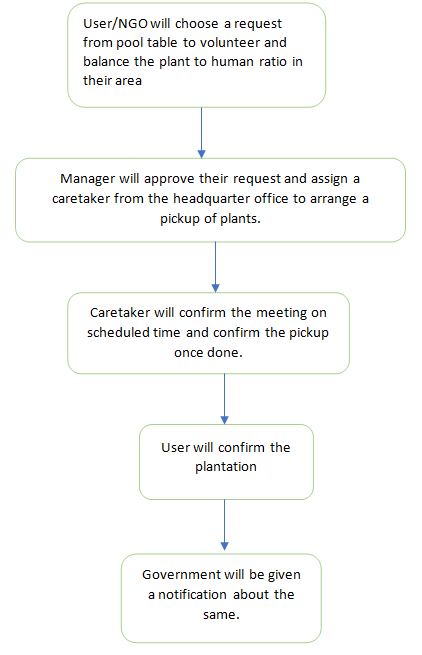 User/NGO will choose a request
from pool table to volunteer and
balance the plant to human ratio in
their area
Manager will approve their request and assign a
caretaker from the headquarter office to arrange a
pickup of plants.
Caretaker will confirm the meeting on
scheduled time and confirm the pickup
once done.
User will confirm the
plantation
Government will be given
a notification about the
same.